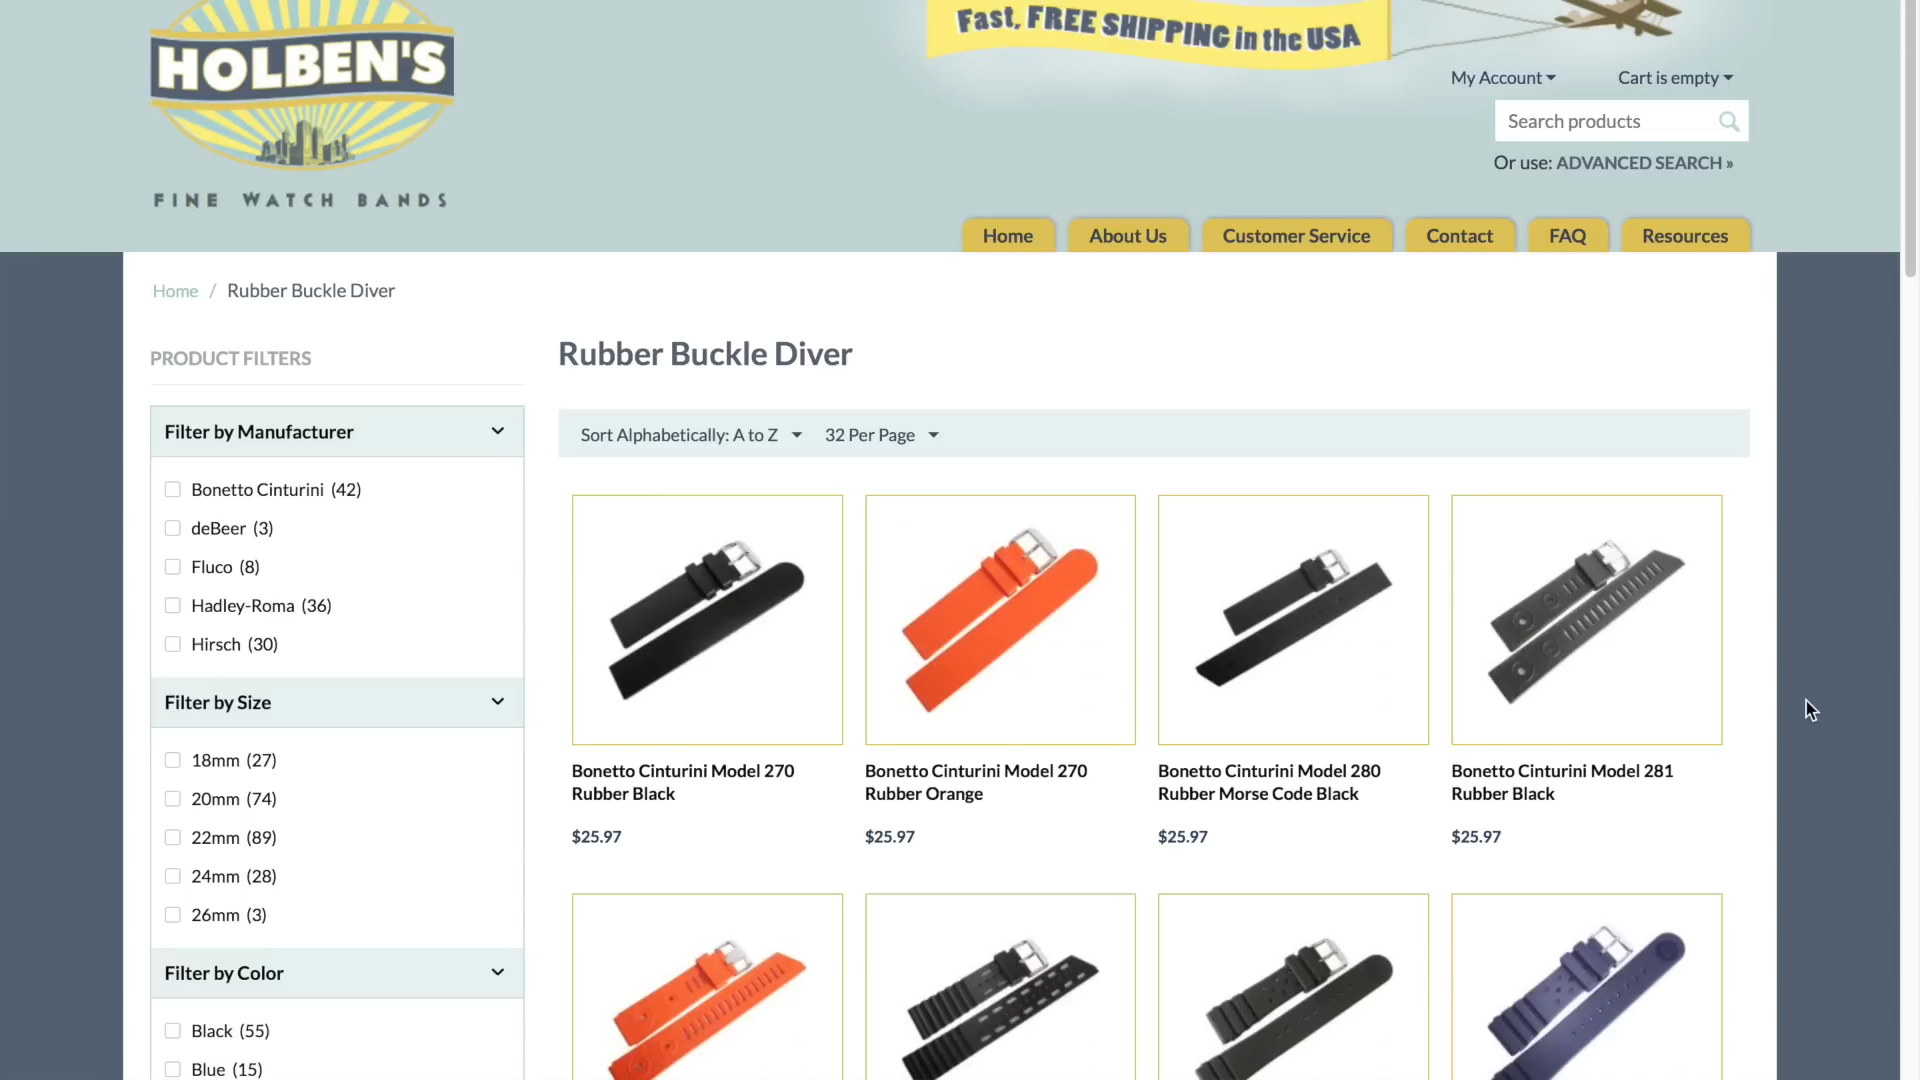 HOLBEN'S
FINE WATCH BANDS
Fast, FREE SHIPPING in the USA
My Account
Cart is empty
Search products
Or use: ADVANCED SEARCH »
Home
About Us
Customer Service
Contact
FAQ
Resources
Home / Rubber Buckle Diver
PRODUCT FILTERS
Filter by Manufacturer
Bonetto Cinturini (42)
deBeer (3)
Fluco (8)
Hadley-Roma (36)
Hirsch (30)
Filter by Size
18mm (27)
20mm (74)
22mm (89)
24mm (28)
26mm (3)
Filter by Color
Black (55)
Blue (15)
Rubber Buckle Diver
Sort Alphabetically: A to Z
32 Per Page
Bonetto Cinturini Model 270
Rubber Black
$25.97
Bonetto Cinturini Model 270
Rubber Orange
$25.97
Bonetto Cinturini Model 280
Rubber Morse Code Black
$25.97
Bonetto Cinturini Model 281
Rubber Black
$25.97